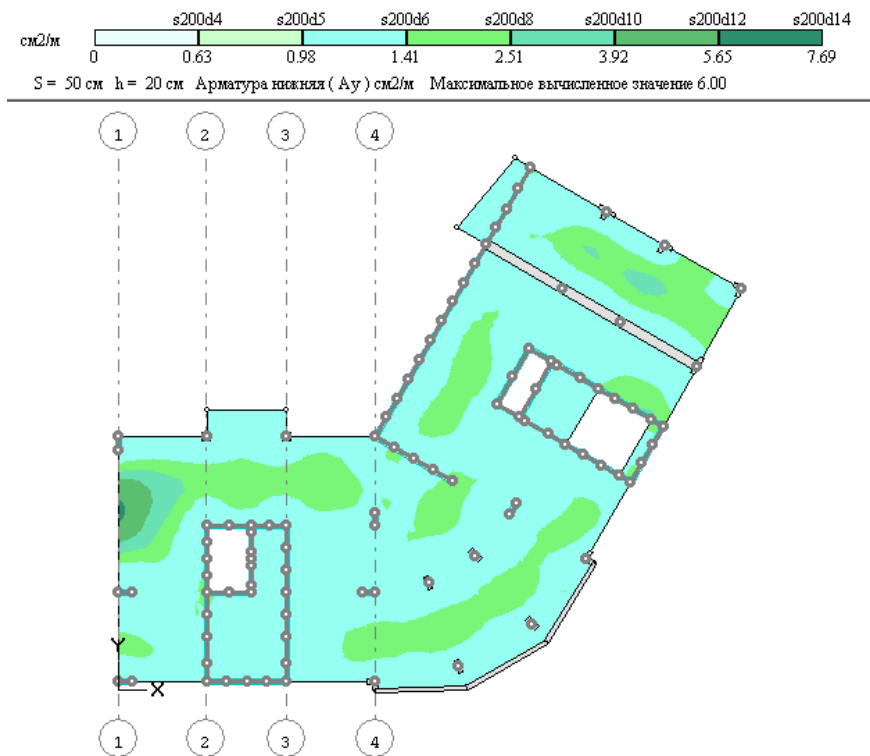 s200d4 s200d5 s200d6 s200d8 s200d10 s200d12 s200d14
см2/м
0 0.63 0.98 1.41 2.51 3.92 5.65 7.69
S = 50 см h = 20 см Арматура нижняя ( Ay ) см2/м Максимальное вычисленное значение 6.00
1 2 3 4
Y
X
1 2 3 4